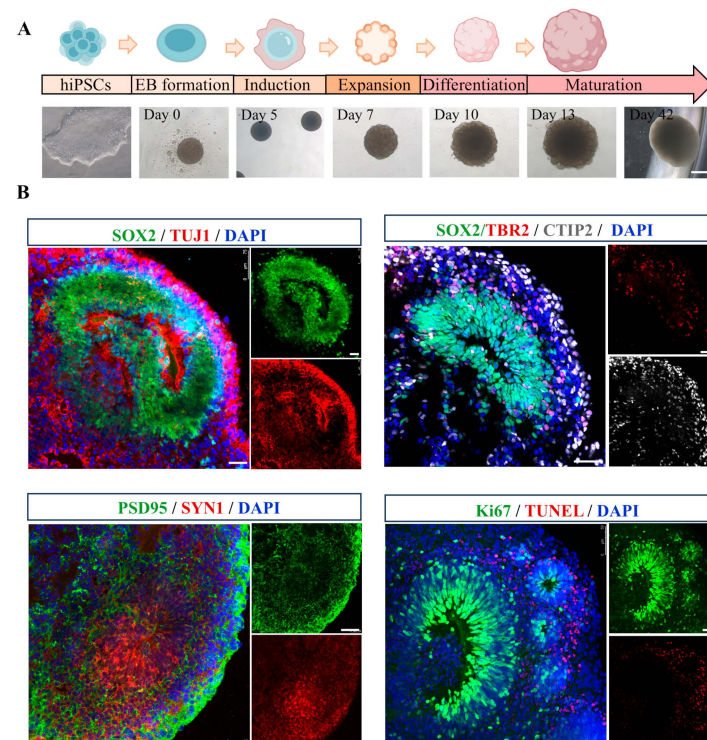 A
hiPSCs EB formation Induction Expansion Differentiation Maturation
Day 0 Day 5 Day 7 Day 10 Day 13 Day 42
B
SOX2 / TUJ1 / DAPI
SOX2/TBR2 / CTIP2 / DAPI
PSD95 / SYN1 / DAPI
Ki67 / TUNEL / DAPI